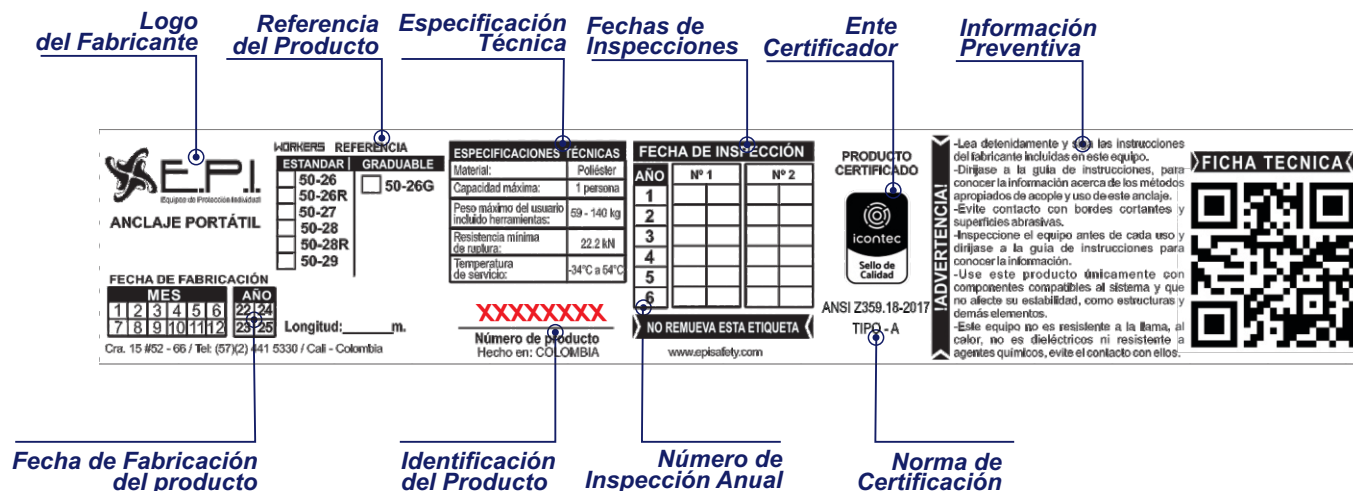 Logo
del Fabricante
Referencia
del Producto
Especificación
Técnica
Fechas de
Inspecciones
Ente
Certificador
Información
Preventiva
E.P.I.
Equipos de Protección Individual
ANCLAJE PORTÁTIL
FECHA DE FABRICACIÓN
MES
AÑO
1 2 3 4 5 6
22 24
7 8 9 10 11 12
23 25
Cra. 15 #52 - 66 / Tel: (57)(2) 441 5330 / Cali - Colombia
WORKERS REFERENCIA
ESTANDAR
GRADUABLE
50-26
50-26R
50-27
50-28
50-28R
50-29
50-26G
Longitud:______m.
ESPECIFICACIONES TÉCNICAS
Material: Poliéster
Capacidad máxima: 1 persona
Peso máximo del usuario
incluido herramientas: 59 - 140 kg
Resistencia mínima
de ruptura: 22.2 kN
Temperatura
de servicio: -34°C a 54°C
XXXXXXXX
Número de producto
Hecho en: COLOMBIA
FECHA DE INSPECCIÓN
AÑO Nº 1 Nº 2
1
2
3
4
5
6
NO REMUEVA ESTA ETIQUETA
www.episafety.com
PRODUCTO
CERTIFICADO
icontec
Sello de
Calidad
ANSI Z359.18-2017
TIPO - A
!ADVERTENCIA!
-Lea detenidamente y las instrucciones
del fabricante incluidas en este equipo.
-Dirijase a la guía de instrucciones, para
conocer la información acerca de los métodos
apropiados de acople y uso de este anclaje.
-Evite contacto con bordes cortantes y
superficies abrasivas.
-Inspeccione el equipo antes de cada uso y
dirijase a la guía de instrucciones para
conocer la información.
-Use este producto únicamente con
componentes compatibles al sistema y que
no afecte su estabilidad, como estructuras y
demás elementos.
-Este equipo no es resistente a la llama, al
calor, no es dieléctricos ni resistente a
agentes químicos, evite el contacto con ellos.
FICHA TECNICA
Fecha de Fabricación
del producto
Identificación
del Producto
Número de
Inspección Anual
Norma de
Certificación